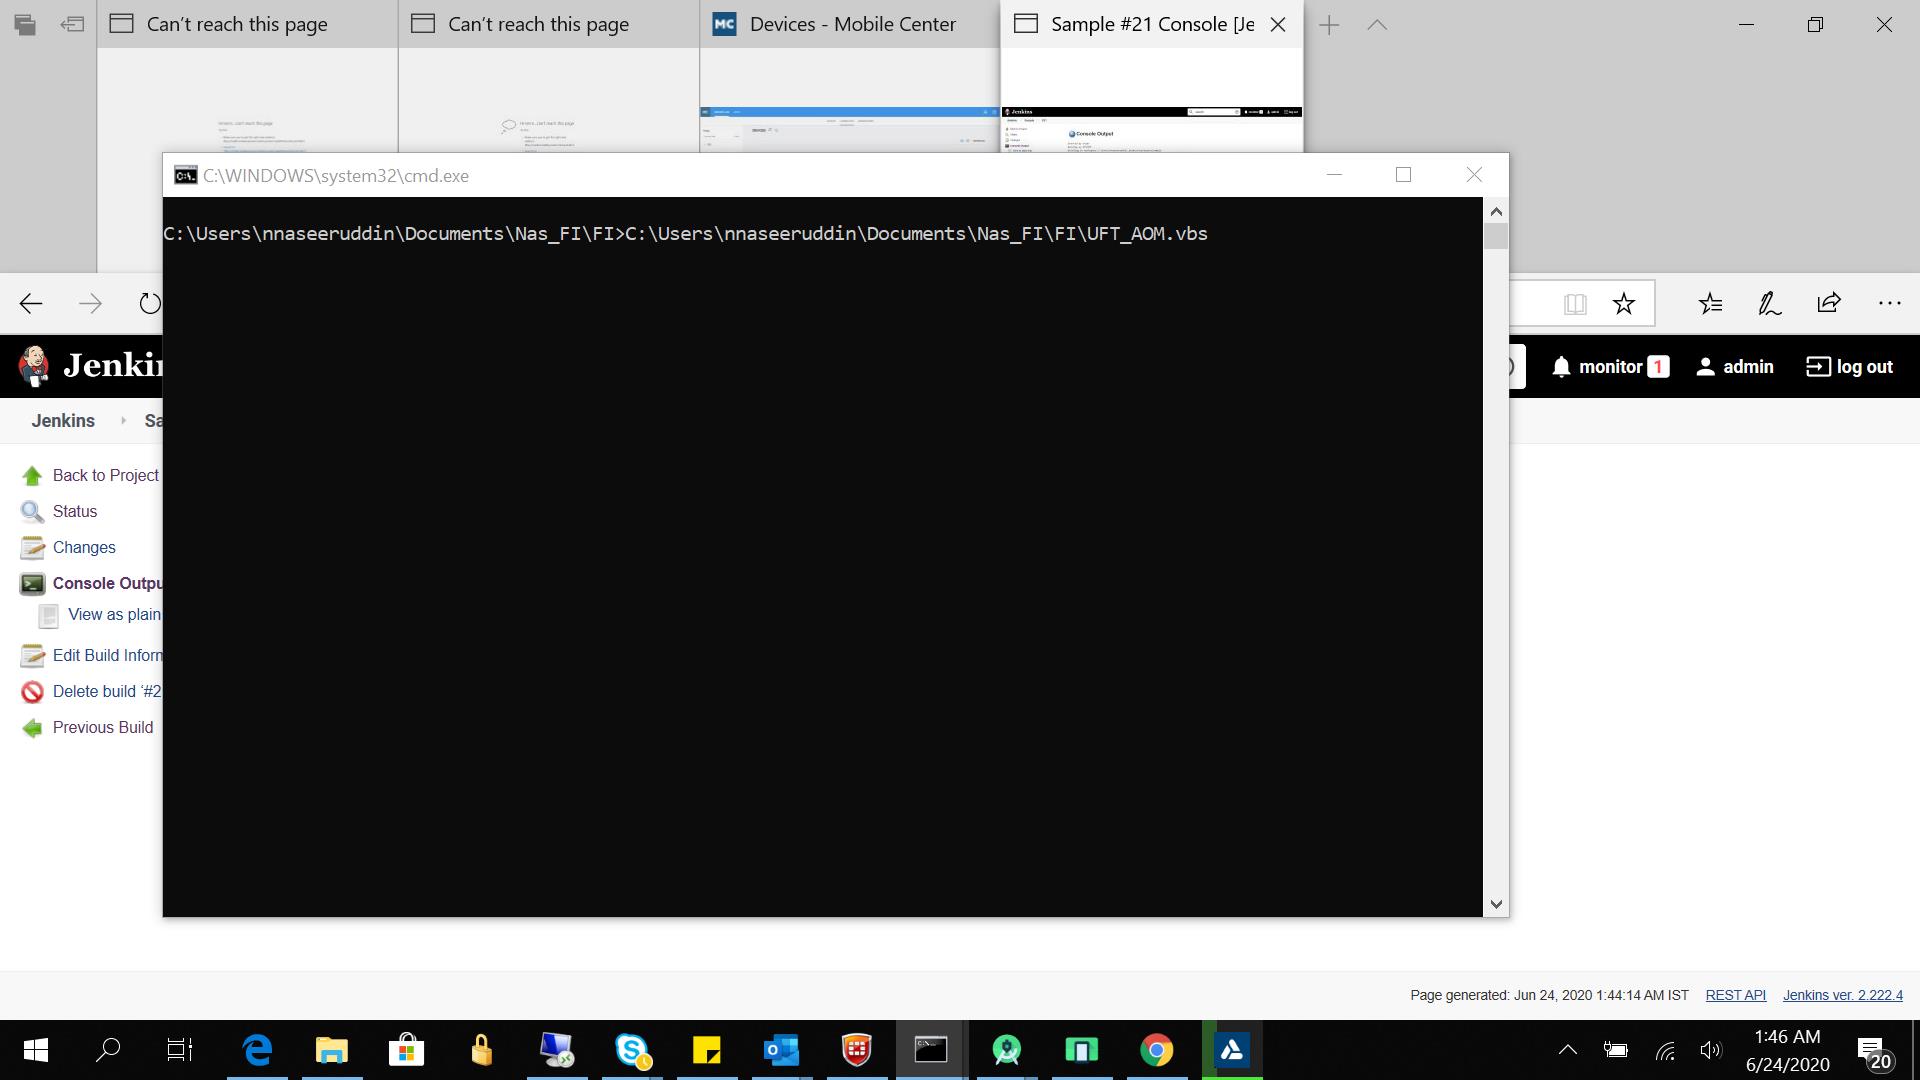 Can't reach this page
Can't reach this page
Devices - Mobile Center
Sample #21 Console [Je
Jenkins
Console Output
C:\WINDOWS\system32\cmd.exe
C:\Users\nnaseeruddin\Documents\Nas_FI\FI>C:\Users\nnaseeruddin\Documents\Nas_FI\FI\UFT_AOM.vbs
Jenkin
monitor 1
admin
log out
Jenkins
Sa
Back to Project
Status
Changes
Console Outpu
View as plain
Edit Build Inforn
Delete build '#2
Previous Build
Page generated: Jun 24, 2020 1:44:14 AM IST
REST API
Jenkins ver. 2.222.4
1:46 AM
6/24/2020
20